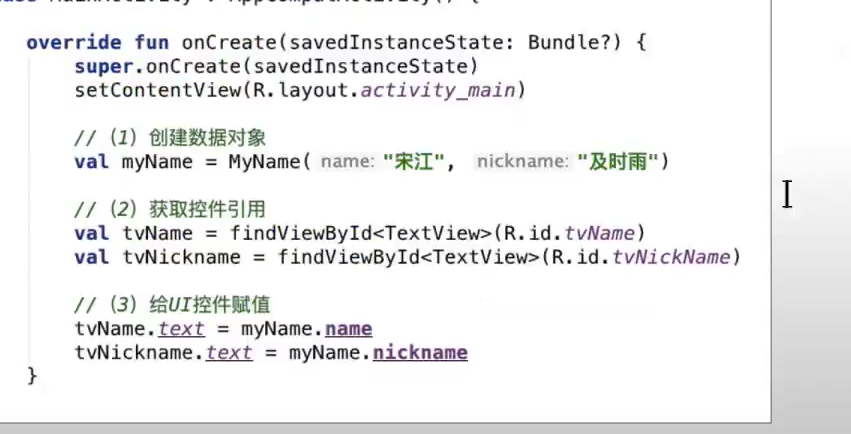 override fun onCreate(savedInstanceState: Bundle?) {
super.onCreate(savedInstanceState)
setContentView(R.layout.activity_main)
// (1) 创建数据对象
val myName = MyName( name: "宋江", nickname: "及时雨")
// (2) 获取控件引用
val tvName = findViewById<TextView>(R.id.tvName)
val tvNickname = findViewById<TextView>(R.id.tvNickName)
// (3) 给UI控件赋值
tvName.text = myName.name
tvNickname.text = myName.nickname
}